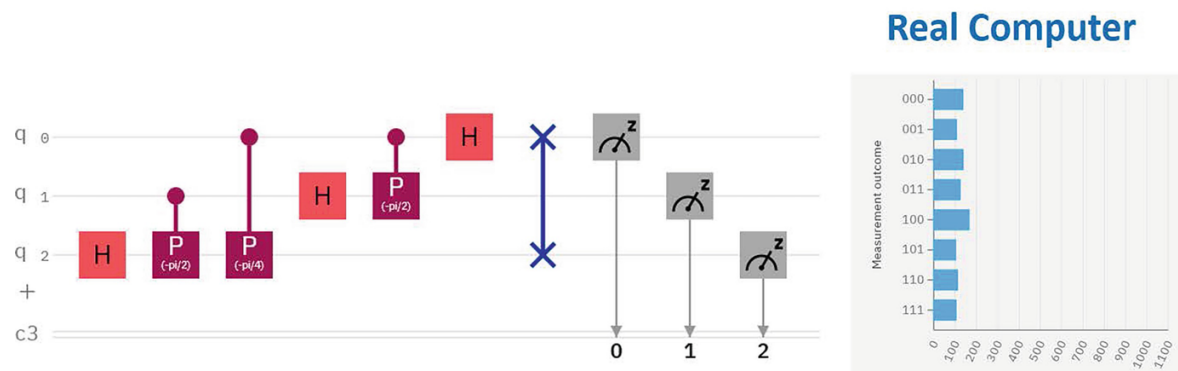 Real Computer
q 0
q 1
q 2
+
c3
H
P
(-pi/2)
P
(-pi/4)
H
P
(-pi/2)
H
z
z
z
0 1 2
Measurement outcome
000
001
010
011
100
101
110
111
0 100 200 300 400 500 600 700 800 900 1000 1100